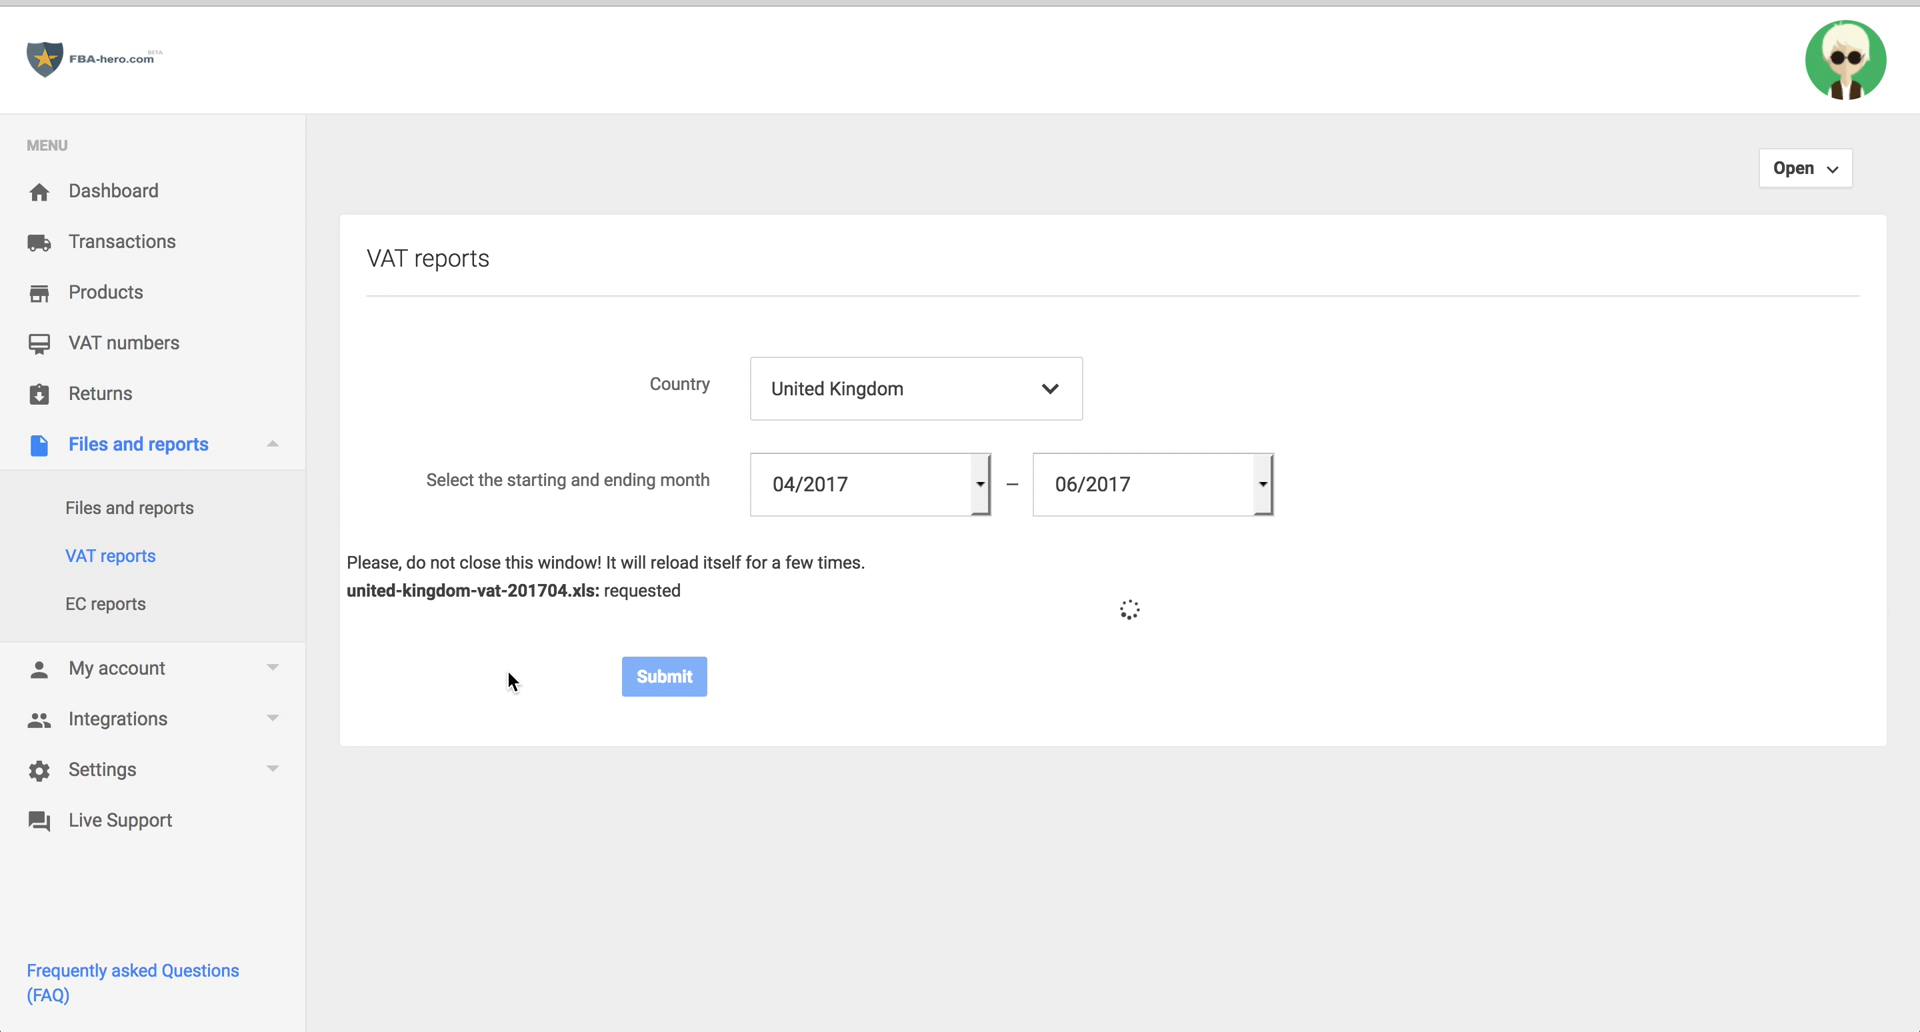 FBA-hero.com BETA
MENU
Dashboard
Transactions
Products
VAT numbers
Returns
Files and reports
Files and reports
VAT reports
EC reports
My account
Integrations
Settings
Live Support
Frequently asked Questions
(FAQ)
Open
VAT reports
Country
United Kingdom
Select the starting and ending month
04/2017 – 06/2017
Please, do not close this window! It will reload itself for a few times.
united-kingdom-vat-201704.xls: requested
Submit